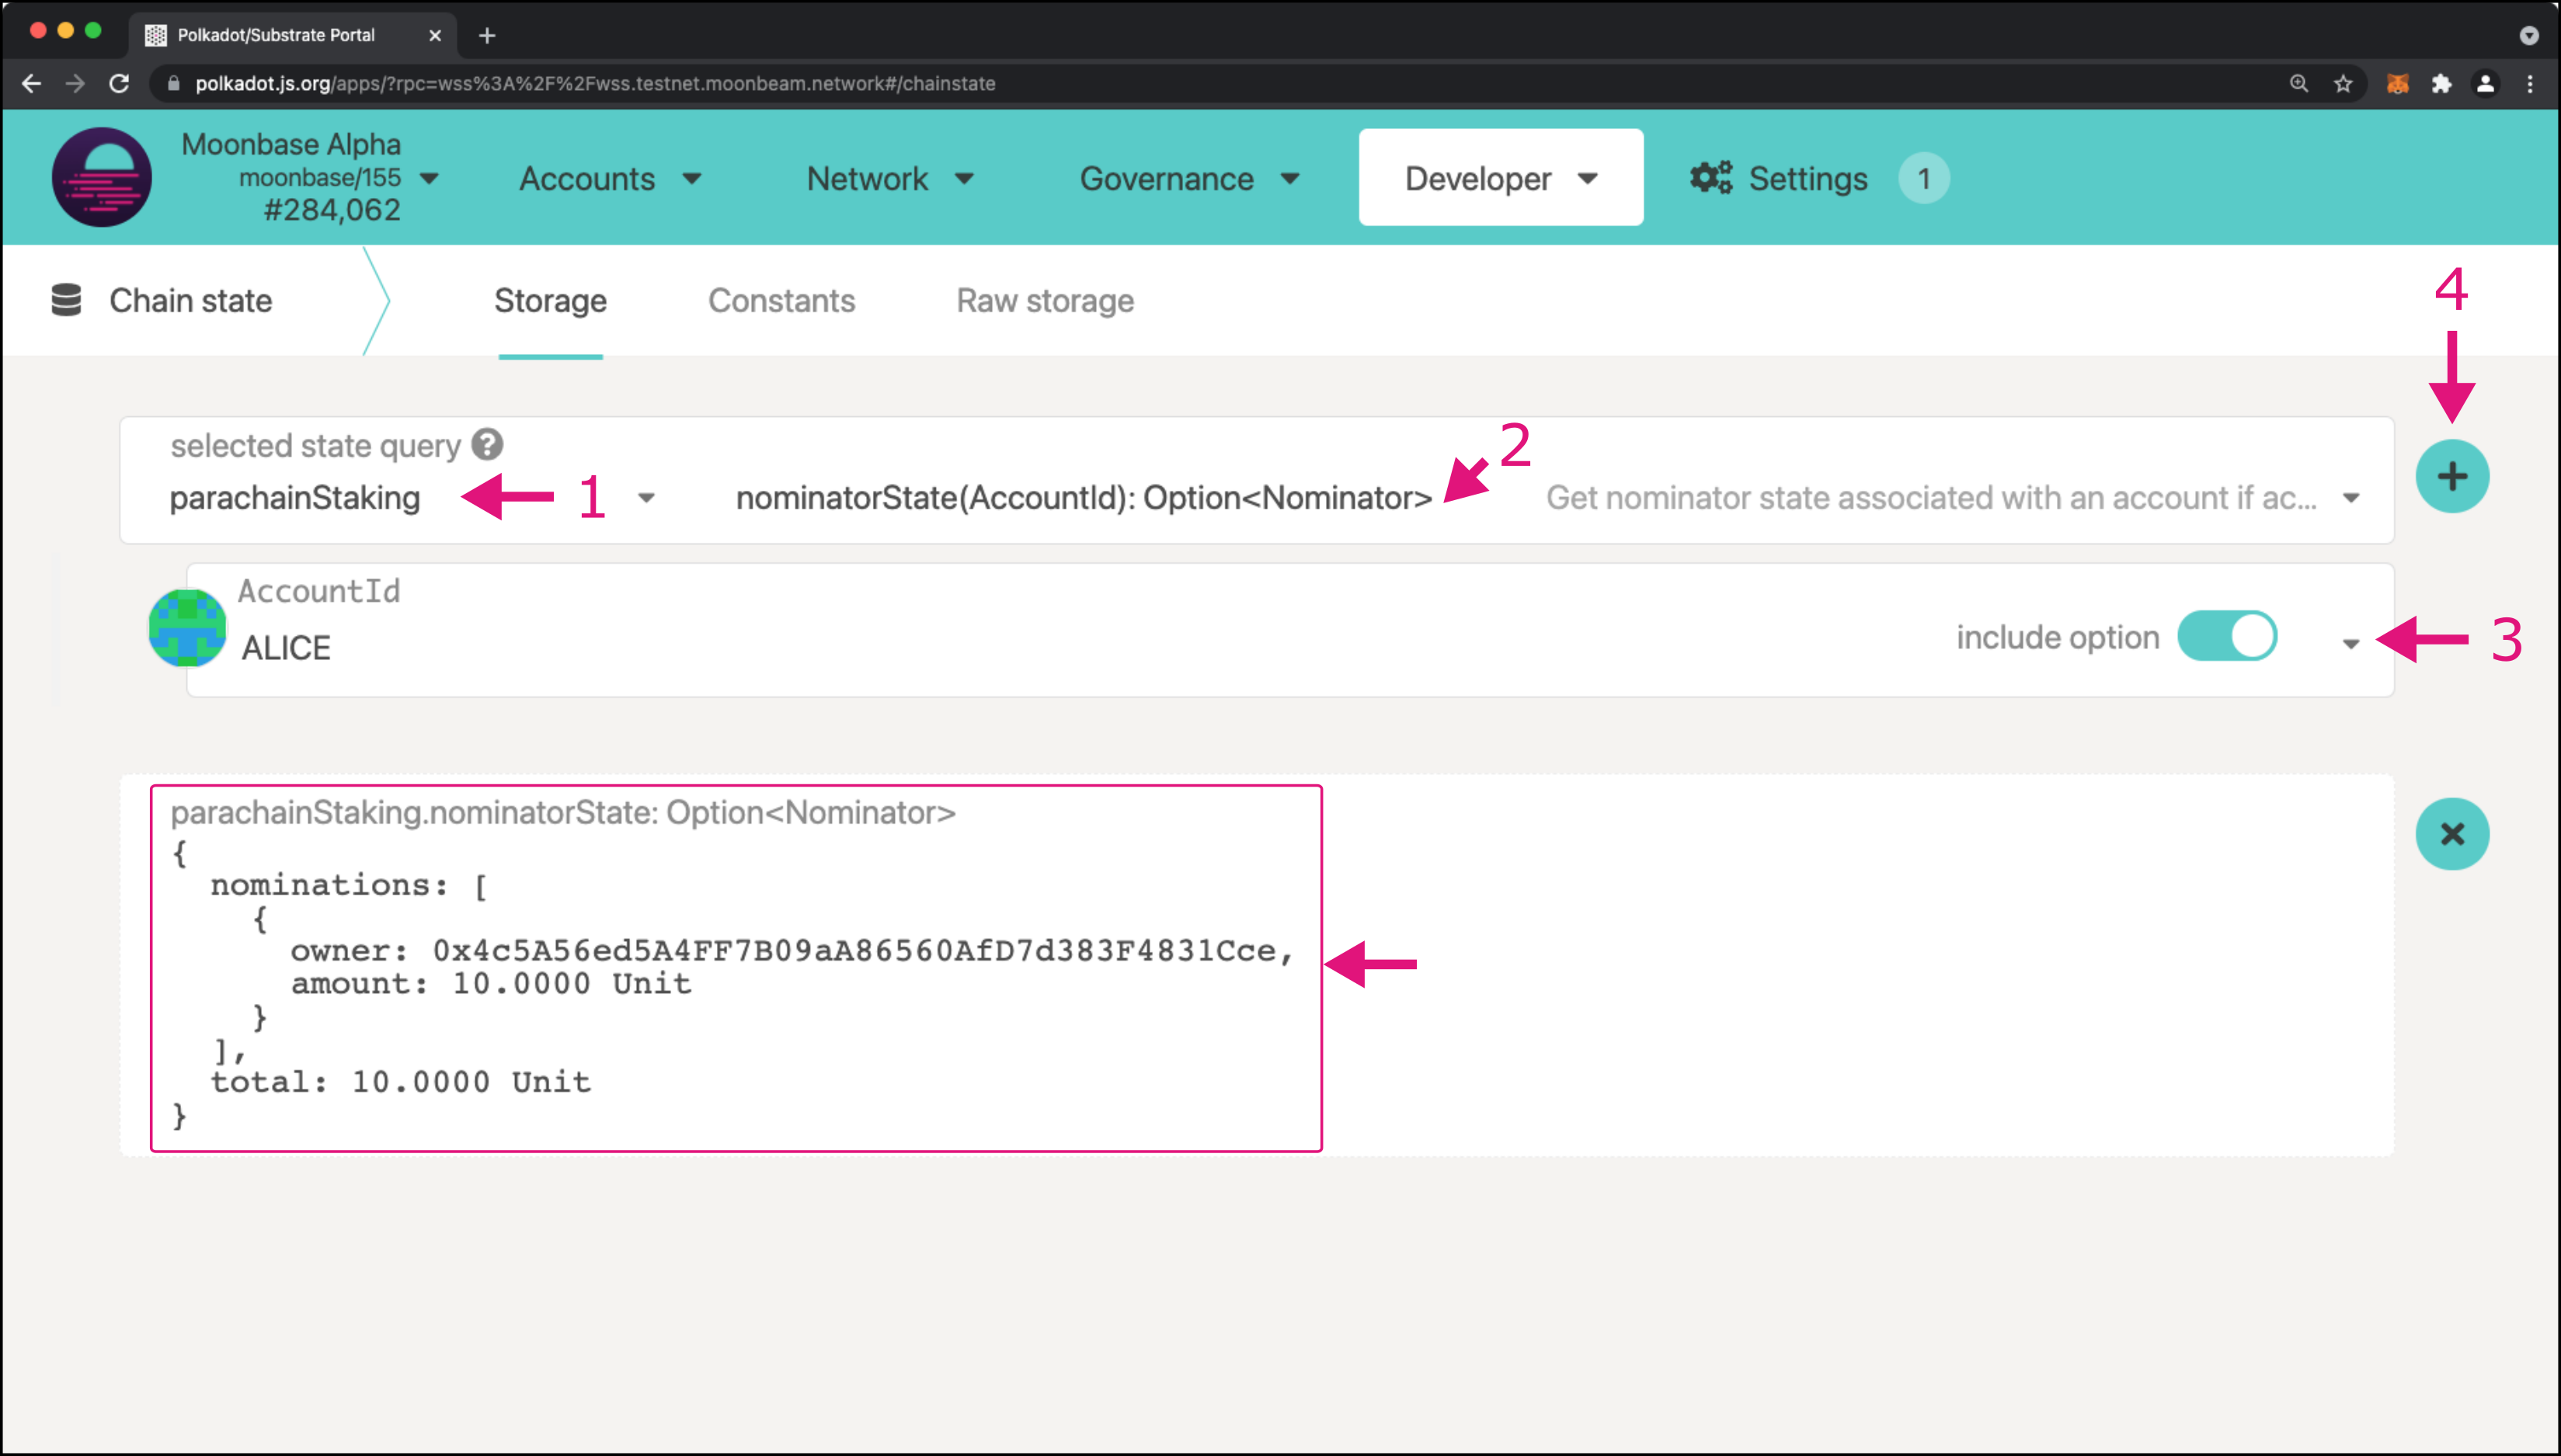 Polkadot/Substrate Portal
polkadot.js.org/apps/?rpc=wss%3A%2F%2Fwss.testnet.moonbeam.network#/chainstate
Moonbase Alpha
moonbase/155
#284,062
Accounts
Network
Governance
Developer
Settings
1
Chain state
Storage
Constants
Raw storage
4
selected state query ?
parachainStaking
1
nominatorState(AccountId): Option<Nominator>
2
Get nominator state associated with an account if ac...
AccountId
ALICE
include option
3
parachainStaking.nominatorState: Option<Nominator>
{
nominations: [
{
owner: 0x4c5A56ed5A4FF7B09aA86560AfD7d383F4831Cce,
amount: 10.0000 Unit
}
],
total: 10.0000 Unit
}